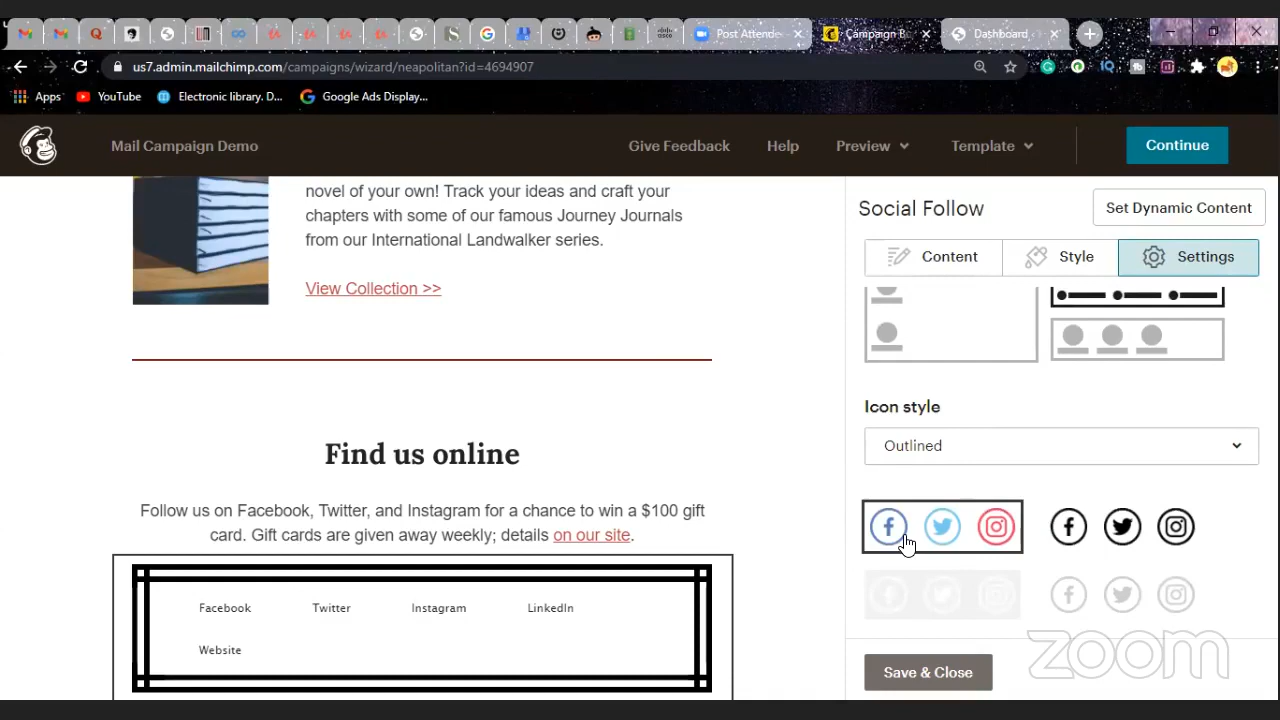 Post Attende
Campaign B
Dashboard
us7.admin.mailchimp.com/campaigns/wizard/neapolitan?id=4694907
Apps
YouTube
Electronic library. D...
Google Ads Display...
Mail Campaign Demo
Give Feedback
Help
Preview
Template
Continue
novel of your own! Track your ideas and craft your
chapters with some of our famous Journey Journals
from our International Landwalker series.
View Collection >>
Find us online
Follow us on Facebook, Twitter, and Instagram for a chance to win a $100 gift
card. Gift cards are given away weekly; details on our site.
Facebook
Twitter
Instagram
LinkedIn
Website
Social Follow
Set Dynamic Content
Content
Style
Settings
Icon style
Outlined
Save & Close
zoom